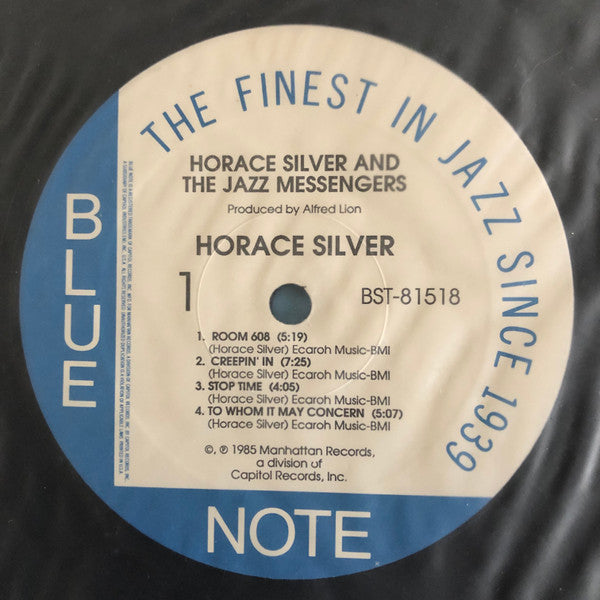 THE FINEST IN JAZZ SINCE 1939
HORACE SILVER AND
THE JAZZ MESSENGERS
Produced by Alfred Lion
HORACE SILVER
1
BST-81518
1. ROOM 608 (5:19)
(Horace Silver) Ecaroh Music-BMI
2. CREEPIN' IN (7:25)
(Horace Silver) Ecaroh Music-BMI
3. STOP TIME (4:05)
(Horace Silver) Ecaroh Music-BMI
4. TO WHOM IT MAY CONCERN (5:07)
(Horace Silver) Ecaroh Music-BMI
©, ℗ 1985 Manhattan Records,
a division of
Capitol Records, Inc.
BLUE
NOTE